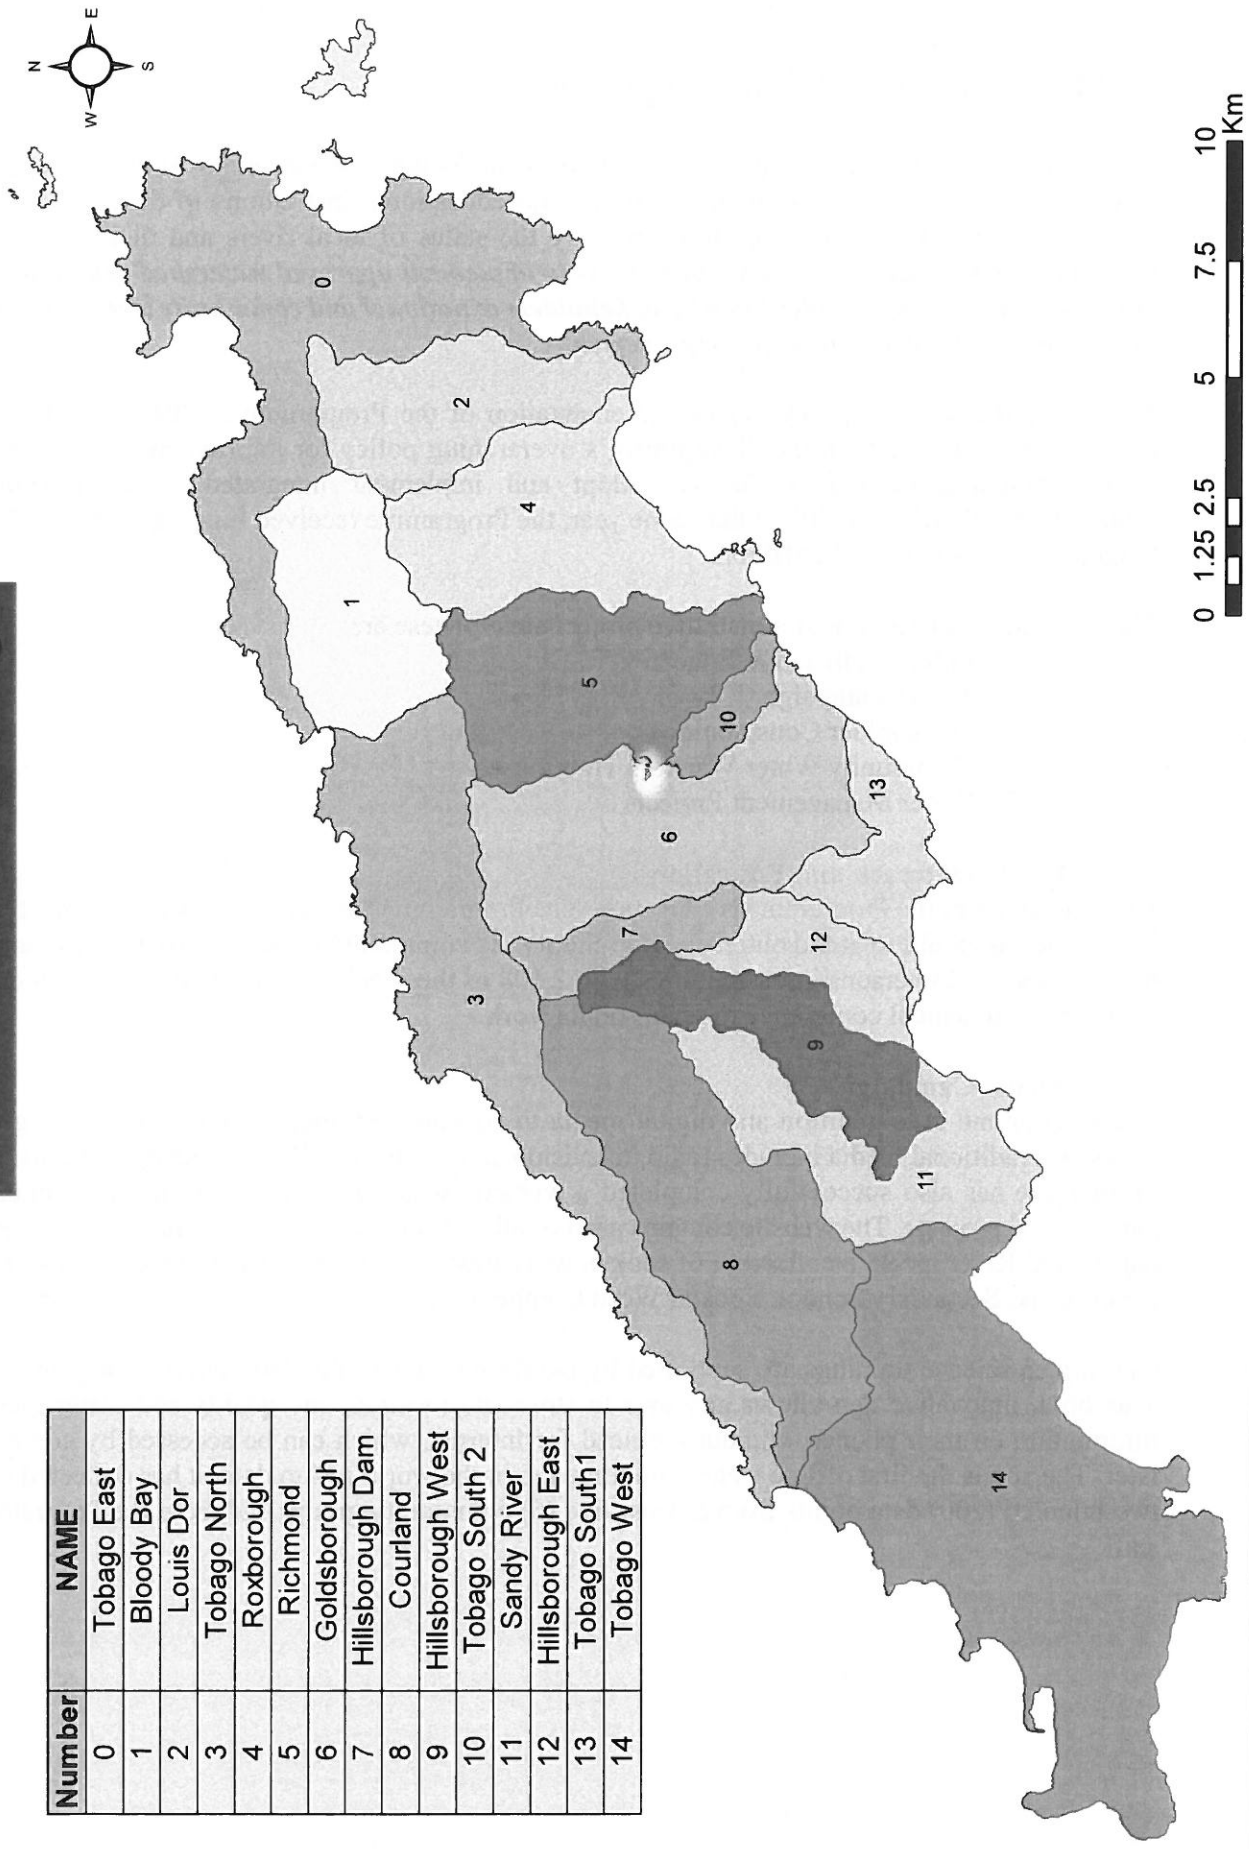 Number NAME
0 Tobago East
1 Bloody Bay
2 Louis Dor
3 Tobago North
4 Roxborough
5 Richmond
6 Goldsborough
7 Hillsborough Dam
8 Courland
9 Hillsborough West
10 Tobago South 2
11 Sandy River
12 Hillsborough East
13 Tobago South1
14 Tobago West
N
W E
S
0
1
2
3
4
5
6
7
8
9
10
11
12
13
14
0 1.25 2.5 5 7.5 10
Km